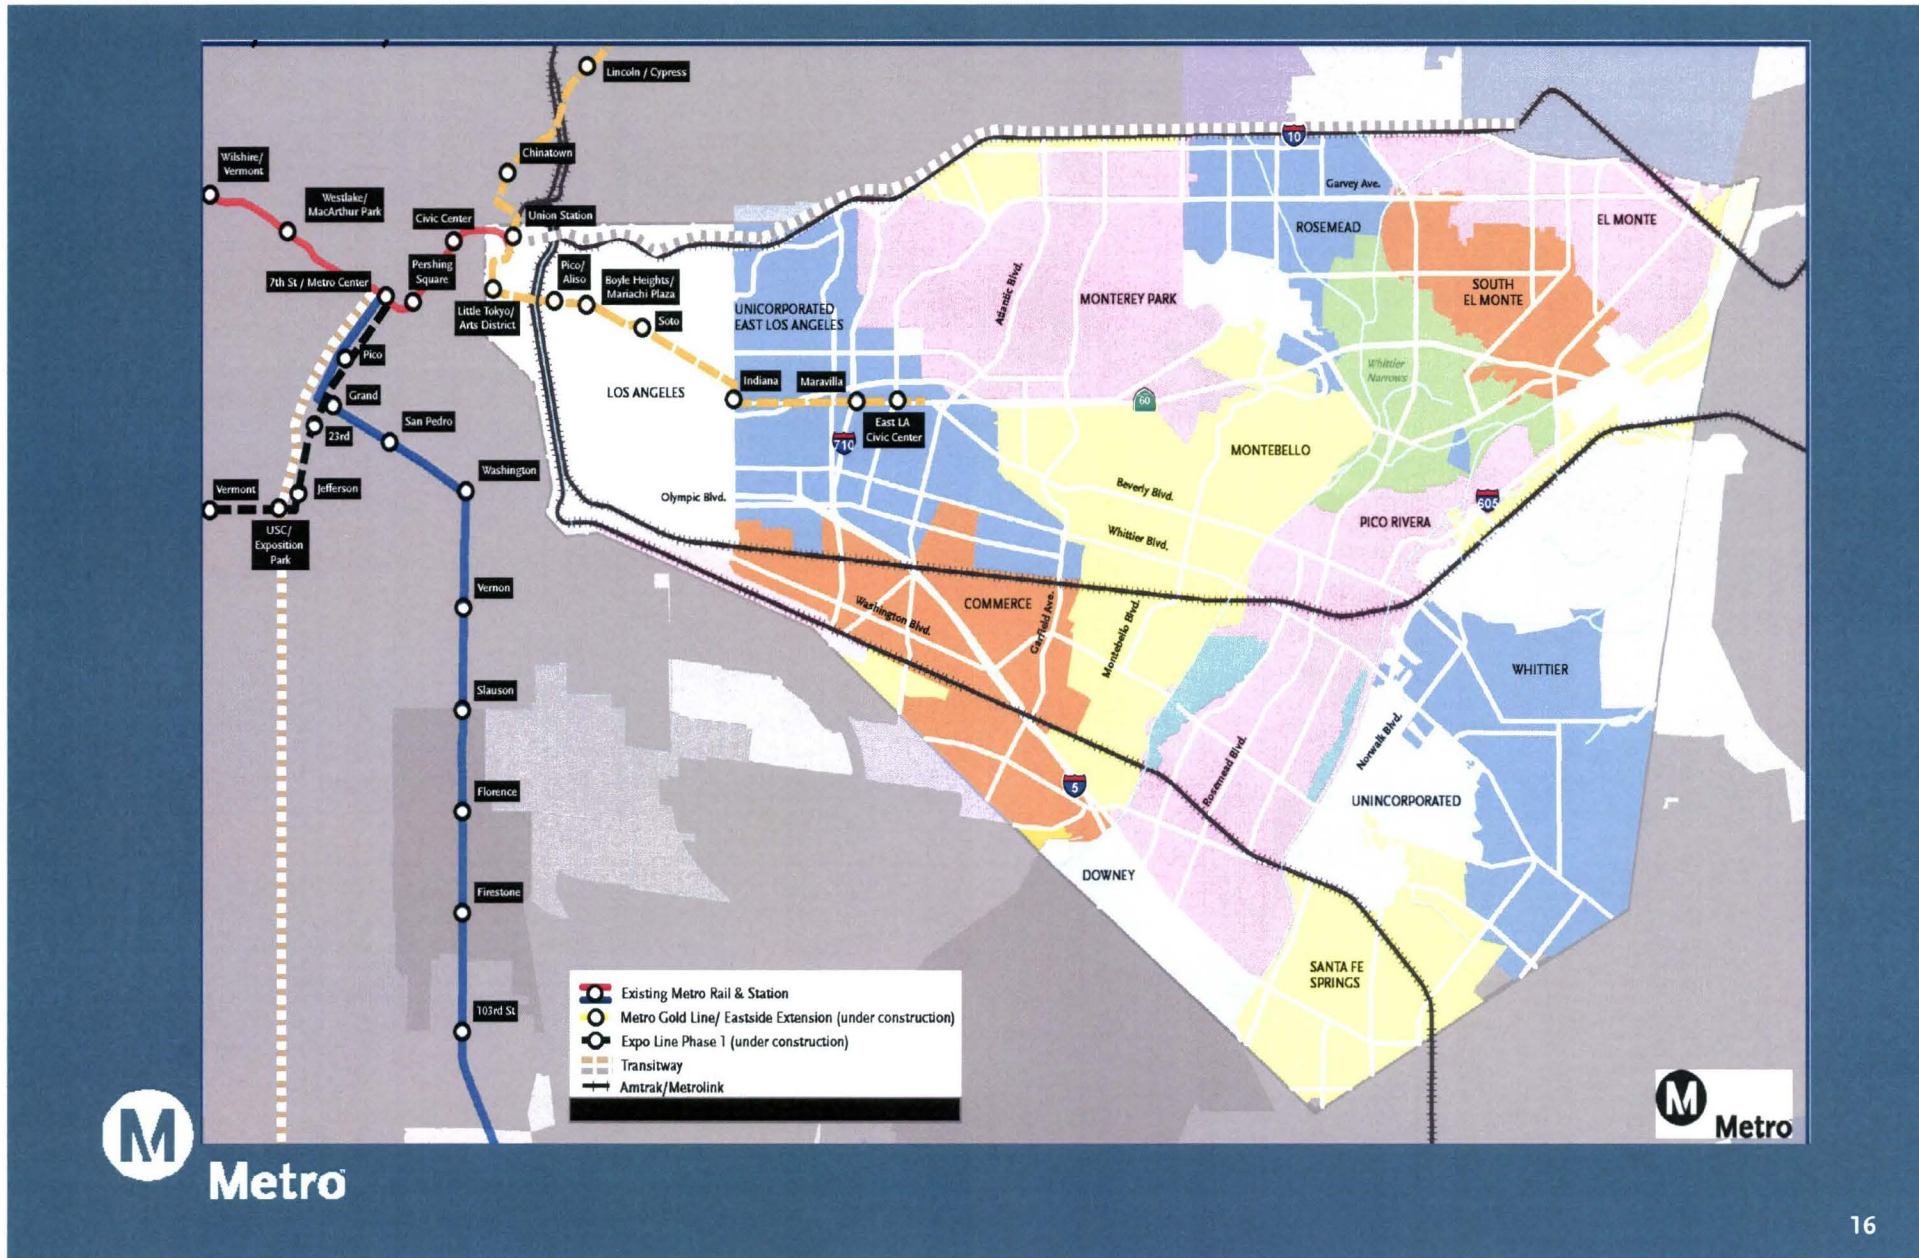 Lincoln / Cypress
Chinatown
Wilshire/
Vermont
Westlake/
MacArthur Park
Civic Center
Union Station
Pershing
Square
7th St / Metro Center
Pico/
Aliso
Boyle Heights/
Mariachi Plaza
Little Tokyo/
Arts District
Soto
Pico
Grand
23rd
San Pedro
Washington
Vermont
Jefferson
USC/
Exposition
Park
Vernon
Slauson
Florence
Firestone
103rd St
Indiana
Maravilla
East LA
Civic Center
LOS ANGELES
UNICORPORATED
EAST LOS ANGELES
Olympic Blvd.
710
Atlantic Blvd.
MONTEREY PARK
10
Garvey Ave.
ROSEMEAD
EL MONTE
SOUTH
EL MONTE
Whittier
Narrows
60
MONTEBELLO
Beverly Blvd.
Whittier Blvd.
PICO RIVERA
605
COMMERCE
Washington Blvd.
Garfield Ave.
Montebello Blvd.
WHITTIER
Norwalk Blvd.
Rosemead Blvd.
UNINCORPORATED
5
DOWNEY
SANTA FE
SPRINGS
Existing Metro Rail & Station
Metro Gold Line/ Eastside Extension (under construction)
Expo Line Phase 1 (under construction)
Transitway
Amtrak/Metrolink
M
Metro
M
Metro™
16